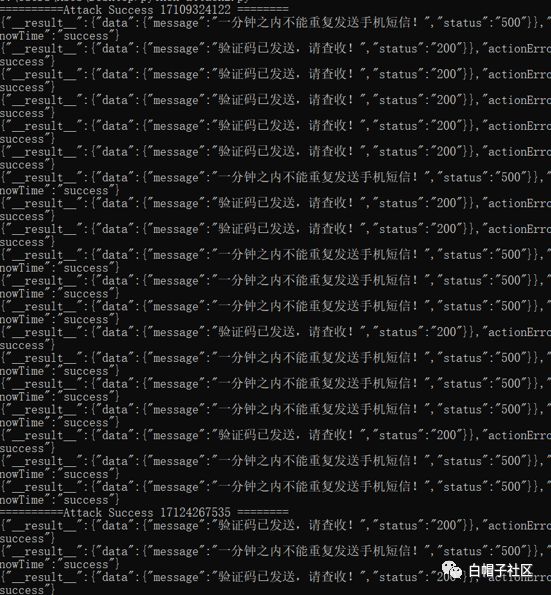 ==========Attack Success 17109324122 ========
{"__result__":{"data":{"message":"一分钟之内不能重复发送手机短信！","status":"500"}},"
nowTime":"success"}
{"__result__":{"data":{"message":"验证码已发送，请查收！","status":"200"}},"actionErro
success"}
{"__result__":{"data":{"message":"验证码已发送，请查收！","status":"200"}},"actionErro
success"}
{"__result__":{"data":{"message":"验证码已发送，请查收！","status":"200"}},"actionErro
success"}
{"__result__":{"data":{"message":"验证码已发送，请查收！","status":"200"}},"actionErro
success"}
{"__result__":{"data":{"message":"验证码已发送，请查收！","status":"200"}},"actionErro
success"}
{"__result__":{"data":{"message":"一分钟之内不能重复发送手机短信！","status":"500"}},"
nowTime":"success"}
{"__result__":{"data":{"message":"验证码已发送，请查收！","status":"200"}},"actionErro
success"}
{"__result__":{"data":{"message":"验证码已发送，请查收！","status":"200"}},"actionErro
success"}
{"__result__":{"data":{"message":"一分钟之内不能重复发送手机短信！","status":"500"}},"
nowTime":"success"}
{"__result__":{"data":{"message":"一分钟之内不能重复发送手机短信！","status":"500"}},"
nowTime":"success"}
{"__result__":{"data":{"message":"一分钟之内不能重复发送手机短信！","status":"500"}},"
nowTime":"success"}
{"__result__":{"data":{"message":"验证码已发送，请查收！","status":"200"}},"actionErro
success"}
{"__result__":{"data":{"message":"一分钟之内不能重复发送手机短信！","status":"500"}},"
nowTime":"success"}
{"__result__":{"data":{"message":"一分钟之内不能重复发送手机短信！","status":"500"}},"
nowTime":"success"}
{"__result__":{"data":{"message":"一分钟之内不能重复发送手机短信！","status":"500"}},"
nowTime":"success"}
{"__result__":{"data":{"message":"验证码已发送，请查收！","status":"200"}},"actionErro
success"}
{"__result__":{"data":{"message":"一分钟之内不能重复发送手机短信！","status":"500"}},"
nowTime":"success"}
{"__result__":{"data":{"message":"一分钟之内不能重复发送手机短信！","status":"500"}},"
nowTime":"success"}
==========Attack Success 17124267535 ========
{"__result__":{"data":{"message":"验证码已发送，请查收！","status":"200"}},"actionErro
success"}
{"__result__":{"data":{"message":"一分钟之内不能重复发送手机短信！","status":"500"}},"
nowTime":"success"}
{"__result__":{"data":{"message":"验证码已发送，请查收！","status":"200"}},"actionErro
success"}
白帽子社区